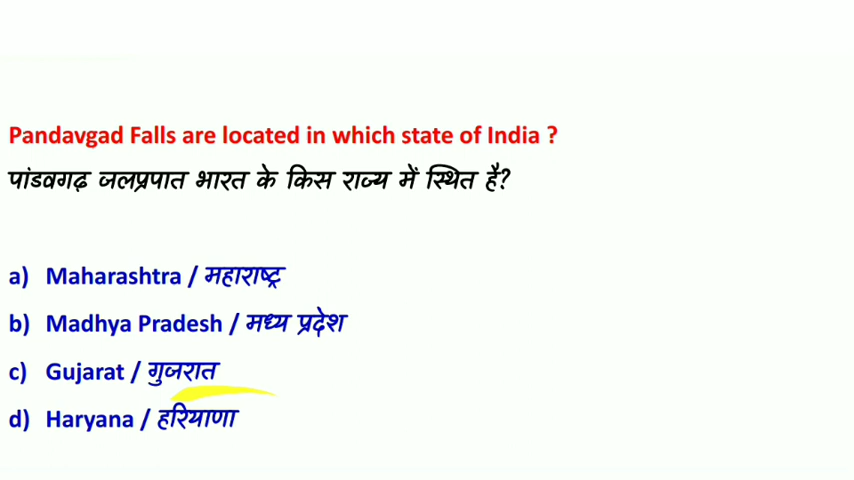 Pandavgad Falls are located in which state of India ?
पांडवगढ़ जलप्रपात भारत के किस राज्य में स्थित है?
a) Maharashtra / महाराष्ट्र
b) Madhya Pradesh / मध्य प्रदेश
c) Gujarat / गुजरात
d) Haryana / हरियाणा